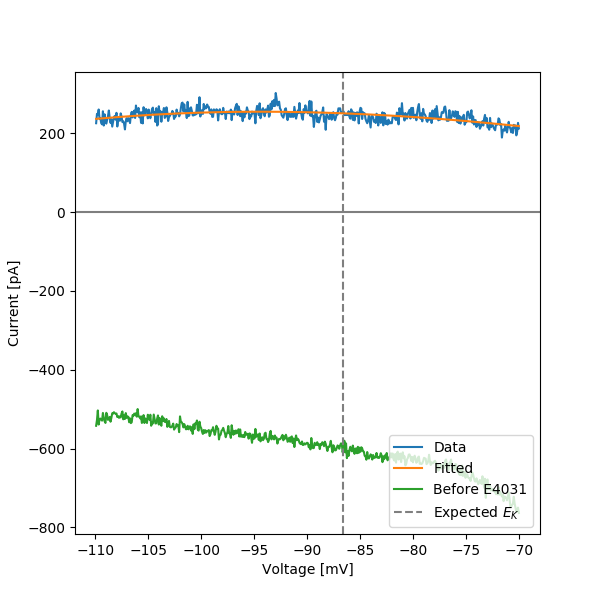 200
0
−200
−400
−600
−800
Current [pA]
−110
−105
−100
−95
−90
−85
−80
−75
−70
Voltage [mV]
Data
Fitted
Before E4031
Expected E_K